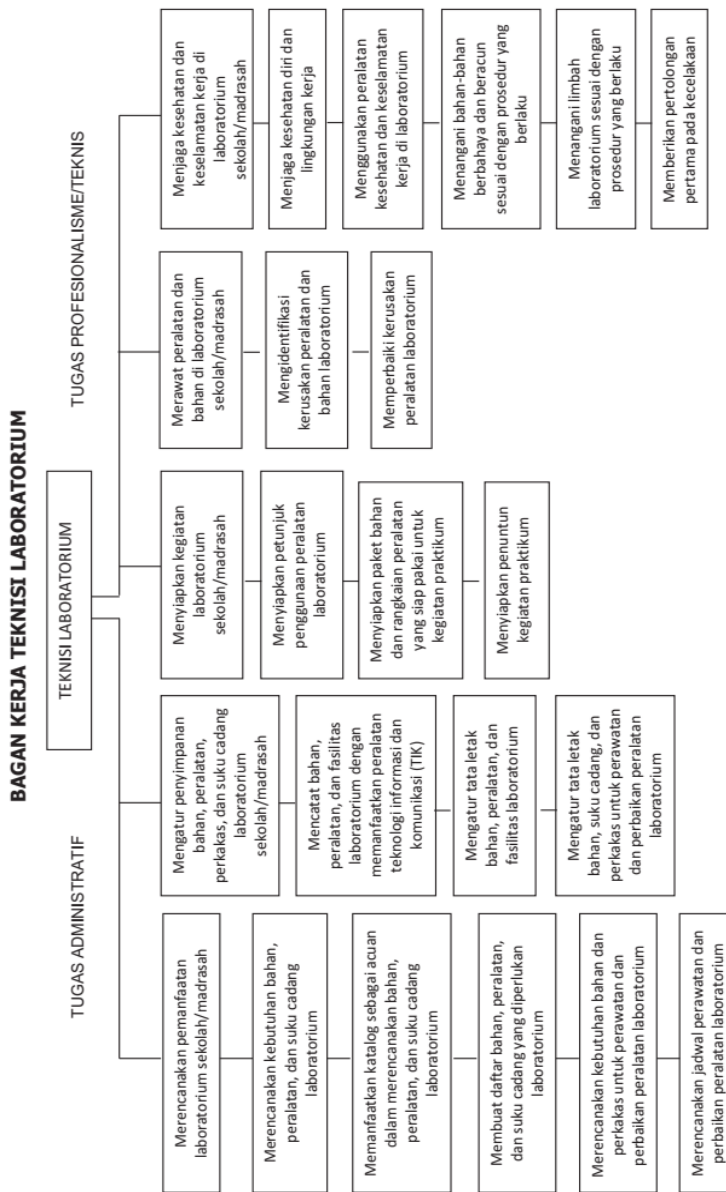 BAGAN KERJA TEKNISI LABORATORIUM
TEKNISI LABORATORIUM
TUGAS ADMINISTRATIF
TUGAS PROFESIONALISME/TEKNIS
Merencanakan pemanfaatan
laboratorium sekolah/madrasah
Merencanakan kebutuhan bahan,
peralatan, dan suku cadang
laboratorium
Memanfaatkan katalog sebagai acuan
dalam merencanakan bahan,
peralatan, dan suku cadang
laboratorium
Membuat daftar bahan, peralatan,
dan suku cadang yang diperlukan
laboratorium
Merencanakan kebutuhan bahan dan
perkakas untuk perawatan dan
perbaikan peralatan laboratorium
Merencanakan jadwal perawatan dan
perbaikan peralatan laboratorium
Mengatur penyimpanan
bahan, peralatan,
perkakas, dan suku cadang
laboratorium
sekolah/madrasah
Mencatat bahan,
peralatan, dan fasilitas
laboratorium dengan
memanfaatkan peralatan
teknologi informasi dan
komunikasi (TIK)
Mengatur tata letak
bahan, peralatan, dan
fasilitas laboratorium
Mengatur tata letak
bahan, suku cadang, dan
perkakas untuk perawatan
dan perbaikan peralatan
laboratorium
Menyiapkan kegiatan
laboratorium
sekolah/madrasah
Menyiapkan petunjuk
penggunaan peralatan
laboratorium
Menyiapkan paket bahan
dan rangkaian peralatan
yang siap pakai untuk
kegiatan praktikum
Menyiapkan penuntun
kegiatan praktikum
Merawat peralatan dan
bahan di laboratorium
sekolah/madrasah
Mengidentifikasi
kerusakan peralatan dan
bahan laboratorium
Memperbaiki kerusakan
peralatan laboratorium
Menjaga kesehatan dan
keselamatan kerja di
laboratorium
sekolah/madrasah
Menjaga kesehatan diri dan
lingkungan kerja
Menggunakan peralatan
kesehatan dan keselamatan
kerja di laboratorium
Menangani bahan-bahan
berbahaya dan beracun
sesuai dengan prosedur yang
berlaku
Menangani limbah
laboratorium sesuai dengan
prosedur yang berlaku
Memberikan pertolongan
pertama pada kecelakaan